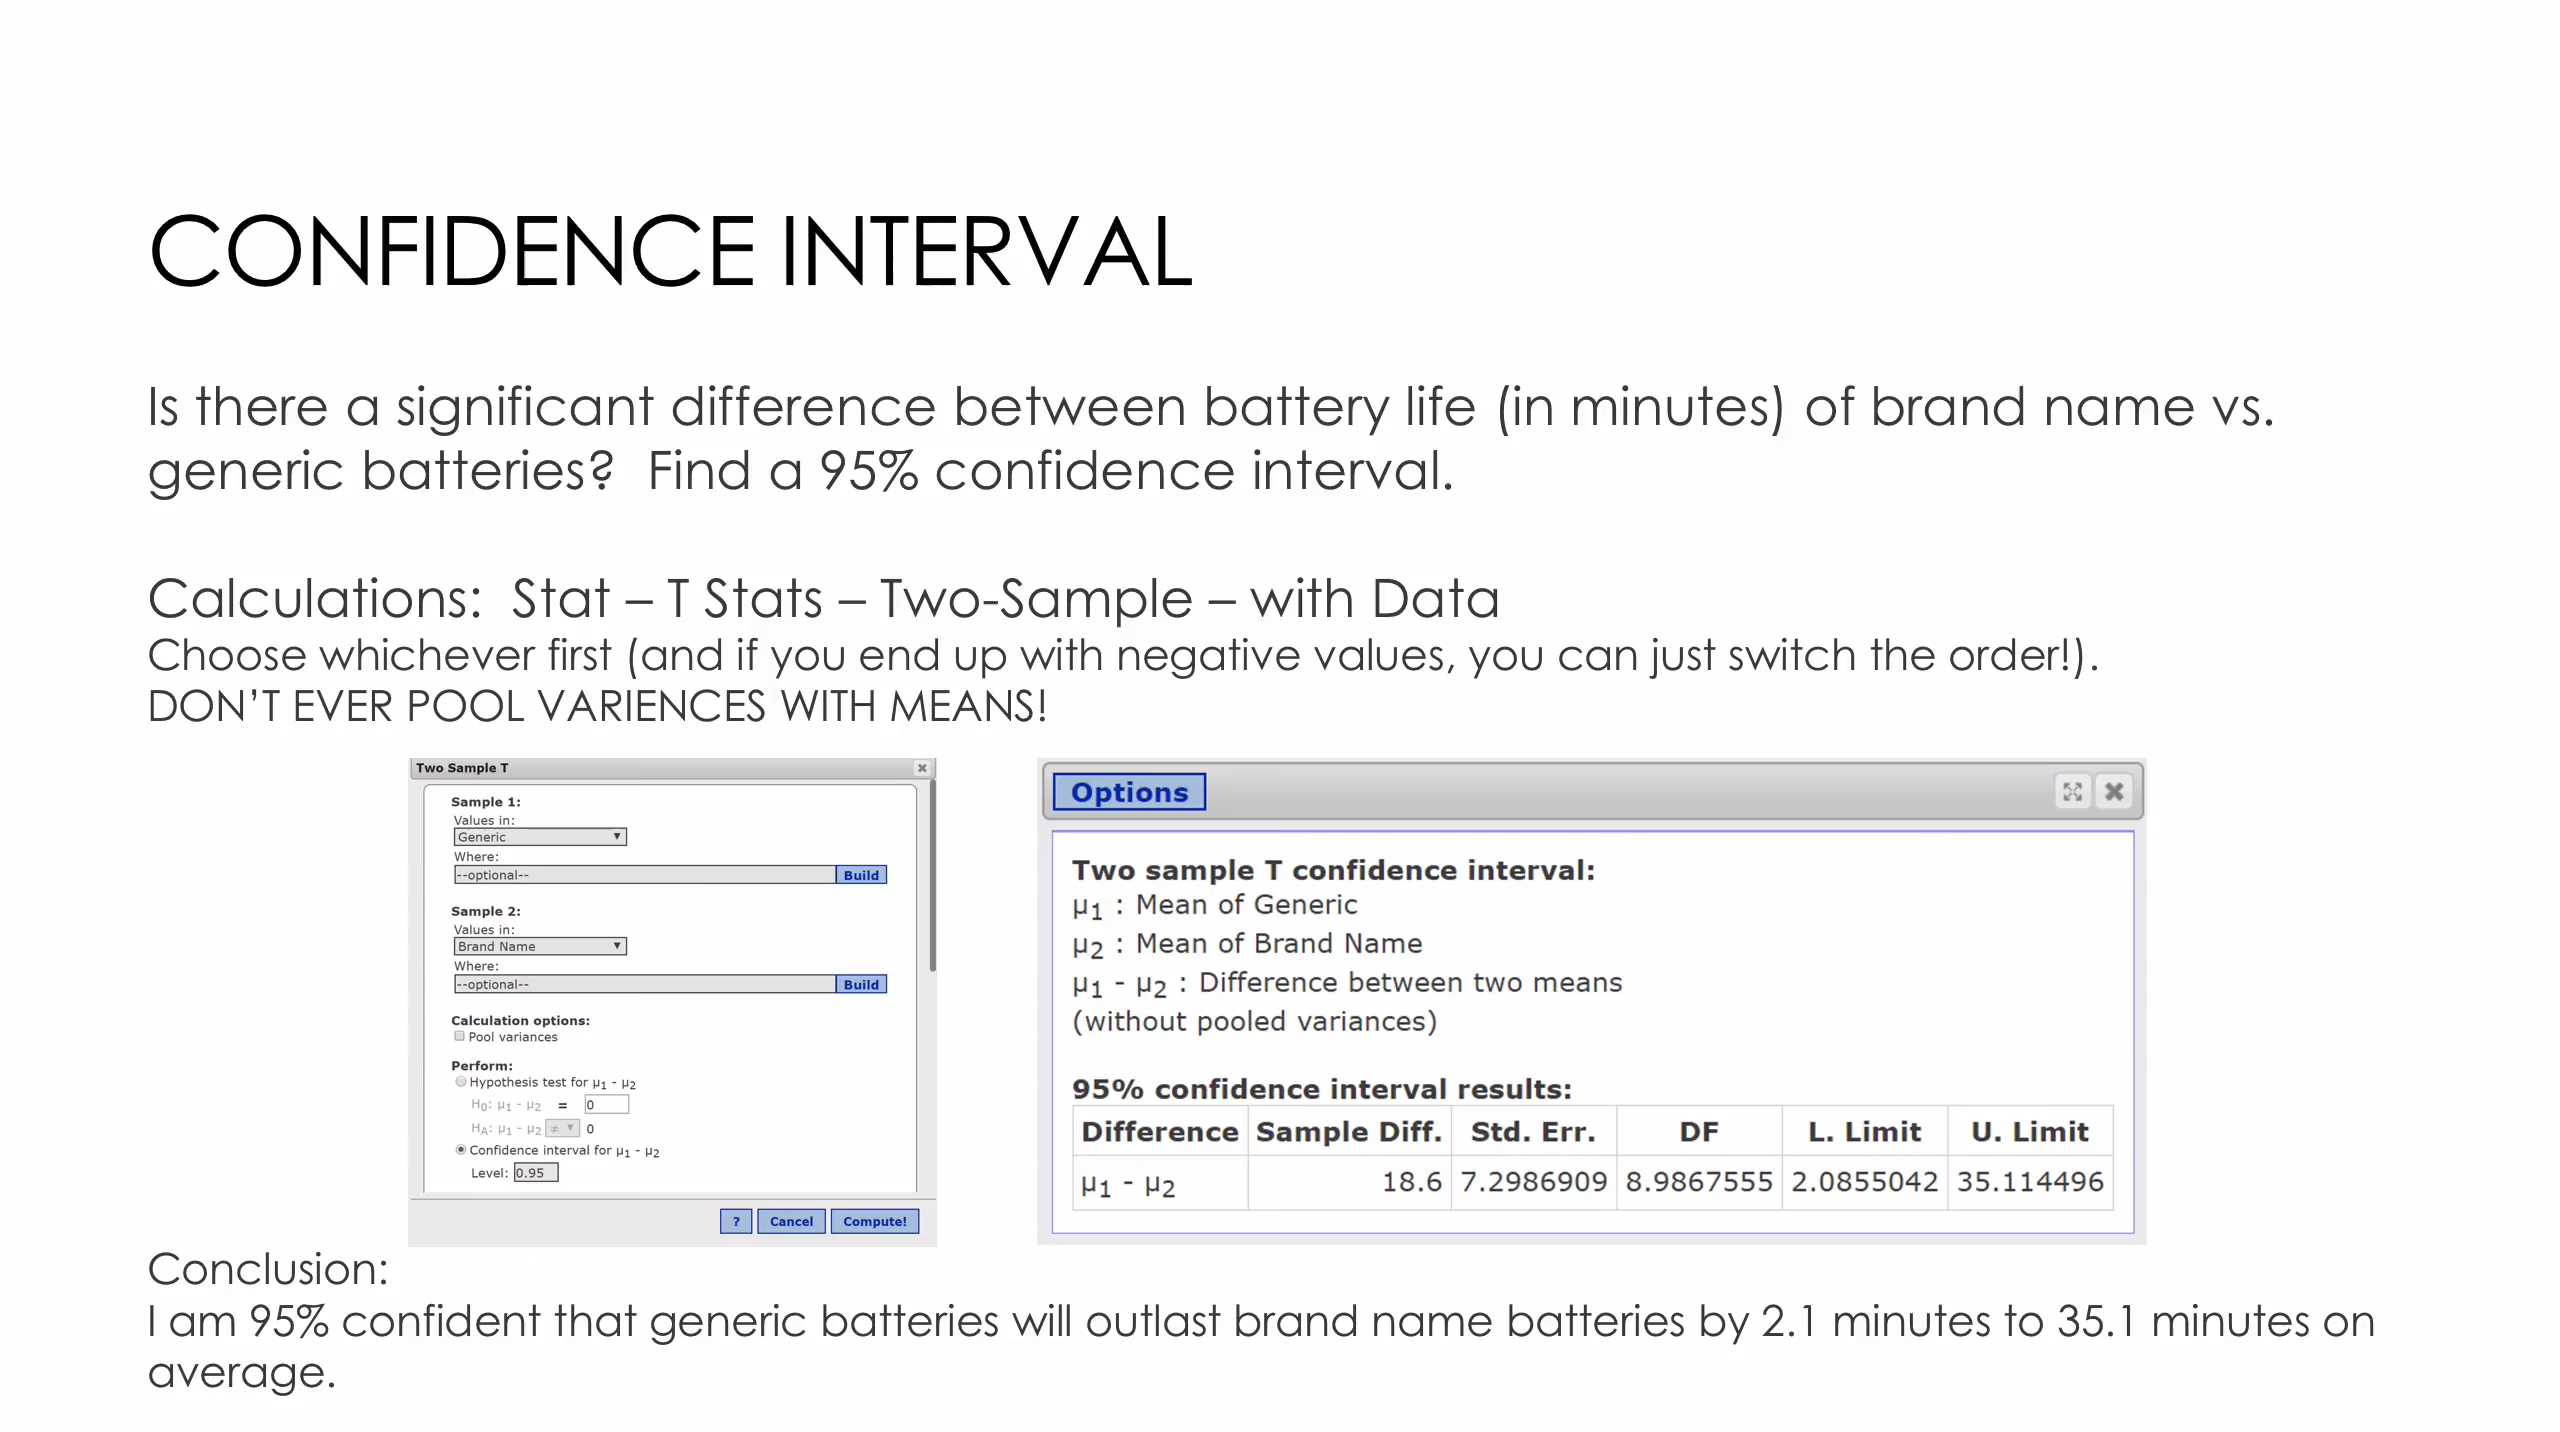 CONFIDENCE INTERVAL
Is there a significant difference between battery life (in minutes) of brand name vs.
generic batteries?  Find a 95% confidence interval.
Calculations:  Stat – T Stats – Two-Sample – with Data
Choose whichever first (and if you end up with negative values, you can just switch the order!).
DON’T EVER POOL VARIENCES WITH MEANS!
Two Sample T
Sample 1:
Values in:
Generic
Where:
--optional-- Build
Sample 2:
Values in:
Brand Name
Where:
--optional-- Build
Calculation options:
Pool variances
Perform:
Hypothesis test for μ1 - μ2
H0: μ1 - μ2 = 0
HA: μ1 - μ2 ≠ 0
Confidence interval for μ1 - μ2
Level: 0.95
? Cancel Compute!
Options
Two sample T confidence interval:
μ1 : Mean of Generic
μ2 : Mean of Brand Name
μ1 - μ2 : Difference between two means
(without pooled variances)
95% confidence interval results:
Difference Sample Diff. Std. Err. DF L. Limit U. Limit
μ1 - μ2 18.6 7.2986909 8.9867555 2.0855042 35.114496
Conclusion:
I am 95% confident that generic batteries will outlast brand name batteries by 2.1 minutes to 35.1 minutes on
average.